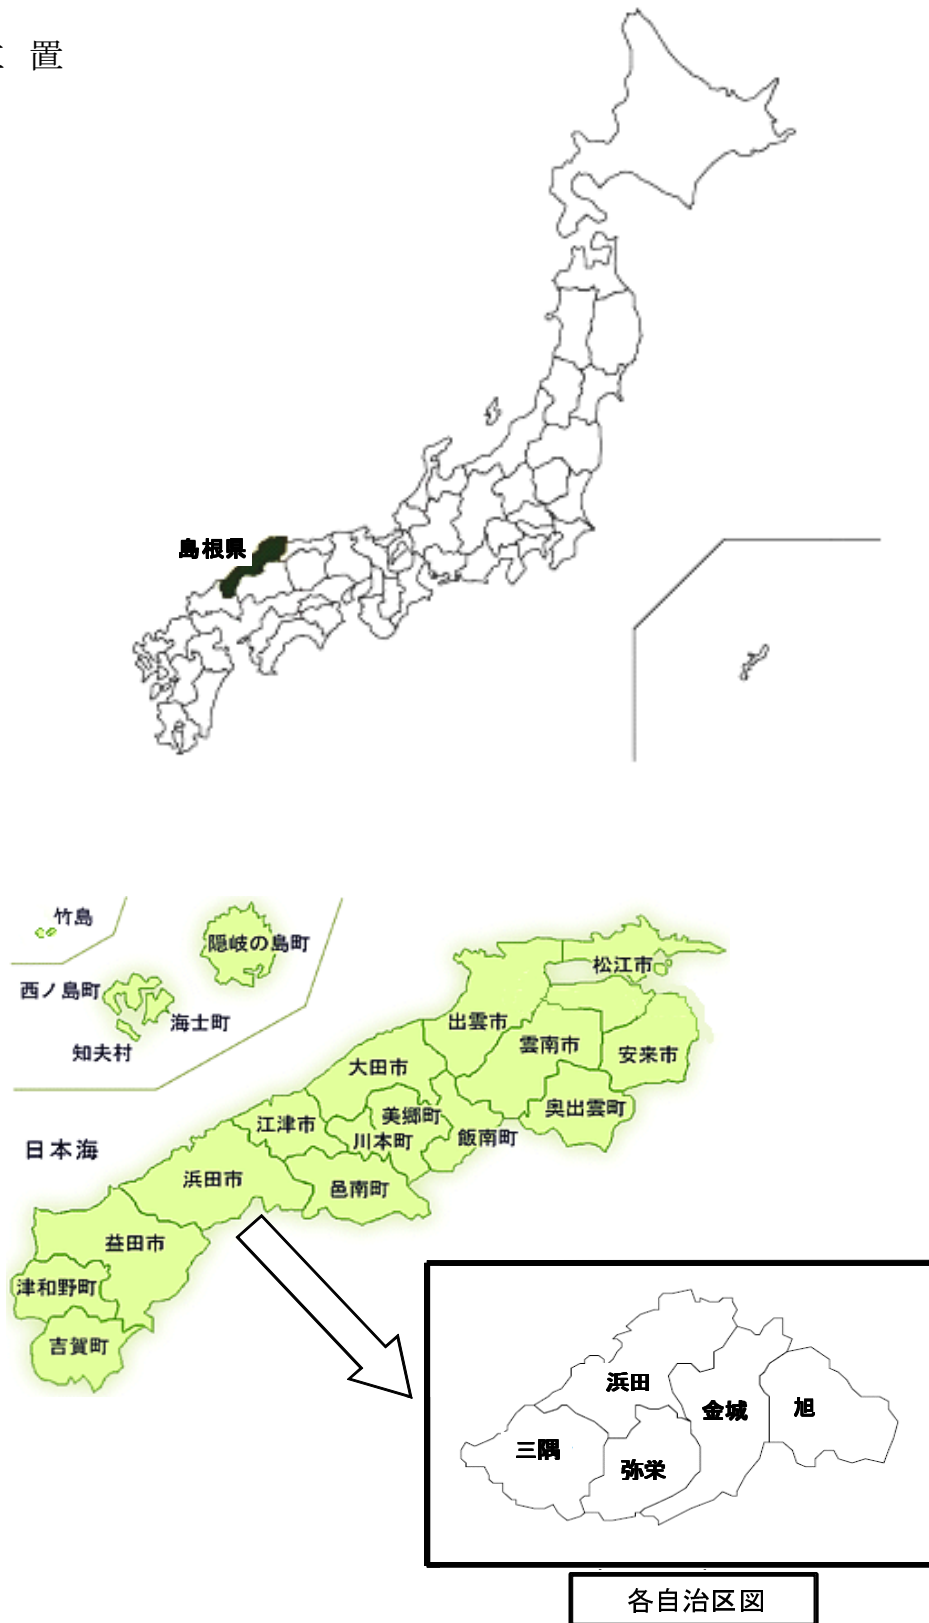 置
島根県
竹島
隠岐の島町
西ノ島町
海士町
知夫村
松江市
出雲市
雲南市
安来市
大田市
奥出雲町
美郷町
江津市
川本町
飯南町
日本海
浜田市
邑南町
益田市
津和野町
吉賀町
浜田
金城
旭
三隅
弥栄
各自治区図